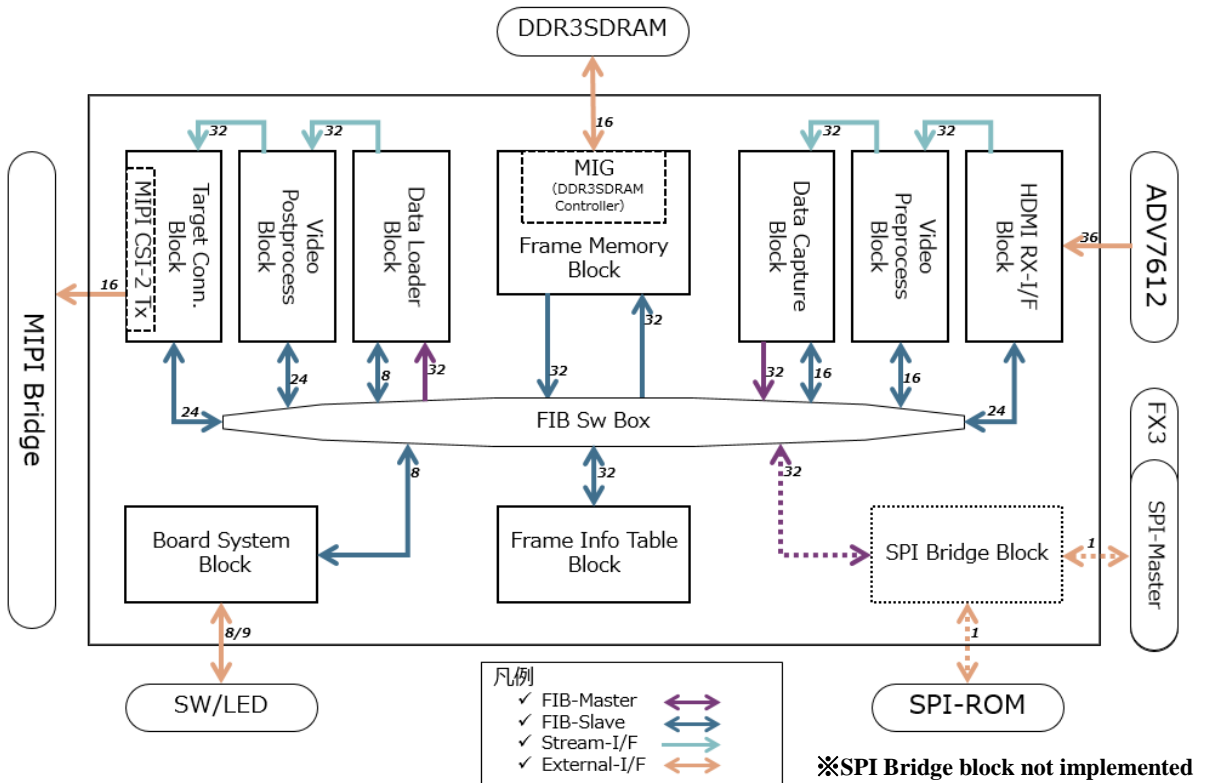 DDR3SDRAM
16
32
32
32
32
MIPI Bridge
16
MIPI CSI-2 Tx
Target Conn.
Block
Video
Postprocess
Block
Data Loader
Block
MIG
(DDR3SDRAM
Controller)
Frame Memory
Block
Data Capture
Block
Video
Preprocess
Block
HDMI RX-I/F
Block
36
ADV7612
24
24
8
32
32
32
32
16
16
24
FIB Sw Box
8
32
32
FX3
SPI-Master
Board System
Block
Frame Info Table
Block
SPI Bridge Block
1
8/9
1
SW/LED
SPI-ROM
凡例
✓ FIB-Master
✓ FIB-Slave
✓ Stream-I/F
✓ External-I/F
※SPI Bridge block not implemented